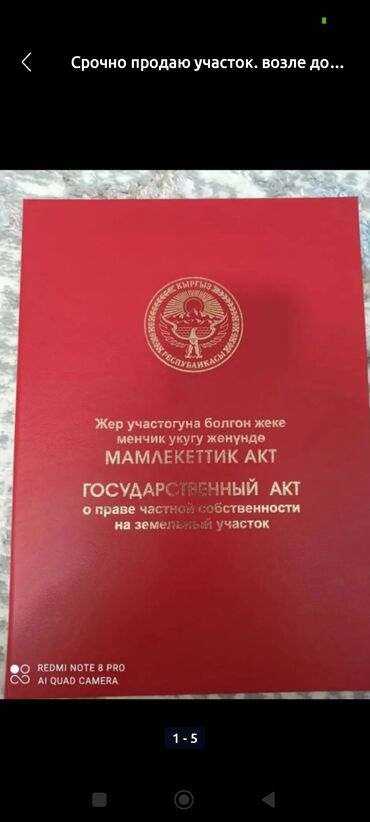 Срочно продаю участок. возле до...
КЫРГЫЗ
РЕСПУБЛИКАСЫ
Жер участогуна болгон жеке
менчик укугу жөнүндө
МАМЛЕКЕТТИК АКТ
ГОСУДАРСТВЕННЫЙ АКТ
о праве частной собственности
на земельный участок
REDMI NOTE 8 PRO
AI QUAD CAMERA
1 - 5